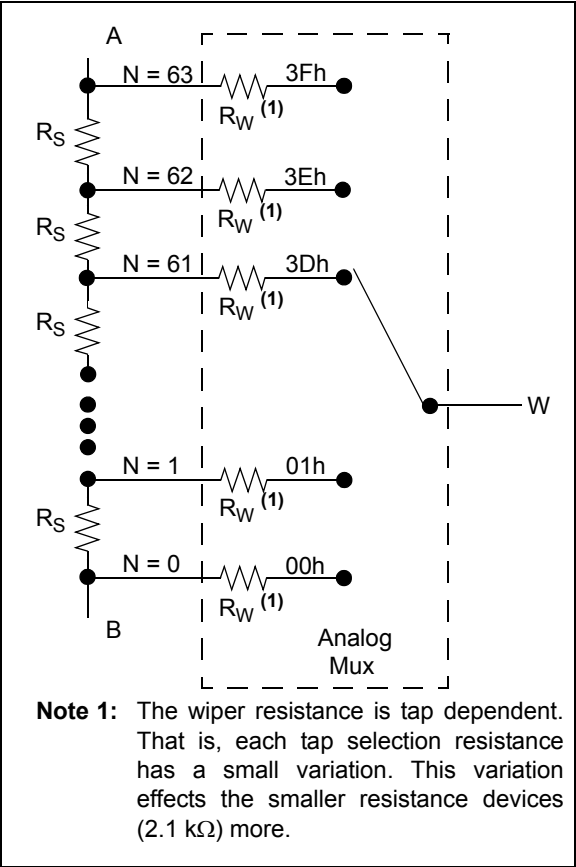 A
N = 63 3Fh
RW (1)
RS
N = 62 3Eh
RW (1)
RS
N = 61 3Dh
RW (1)
RS
W
N = 1 01h
RW (1)
RS
N = 0 00h
RW (1)
B
Analog
Mux
Note 1: The wiper resistance is tap dependent.
That is, each tap selection resistance
has a small variation. This variation
effects the smaller resistance devices
(2.1 kΩ) more.